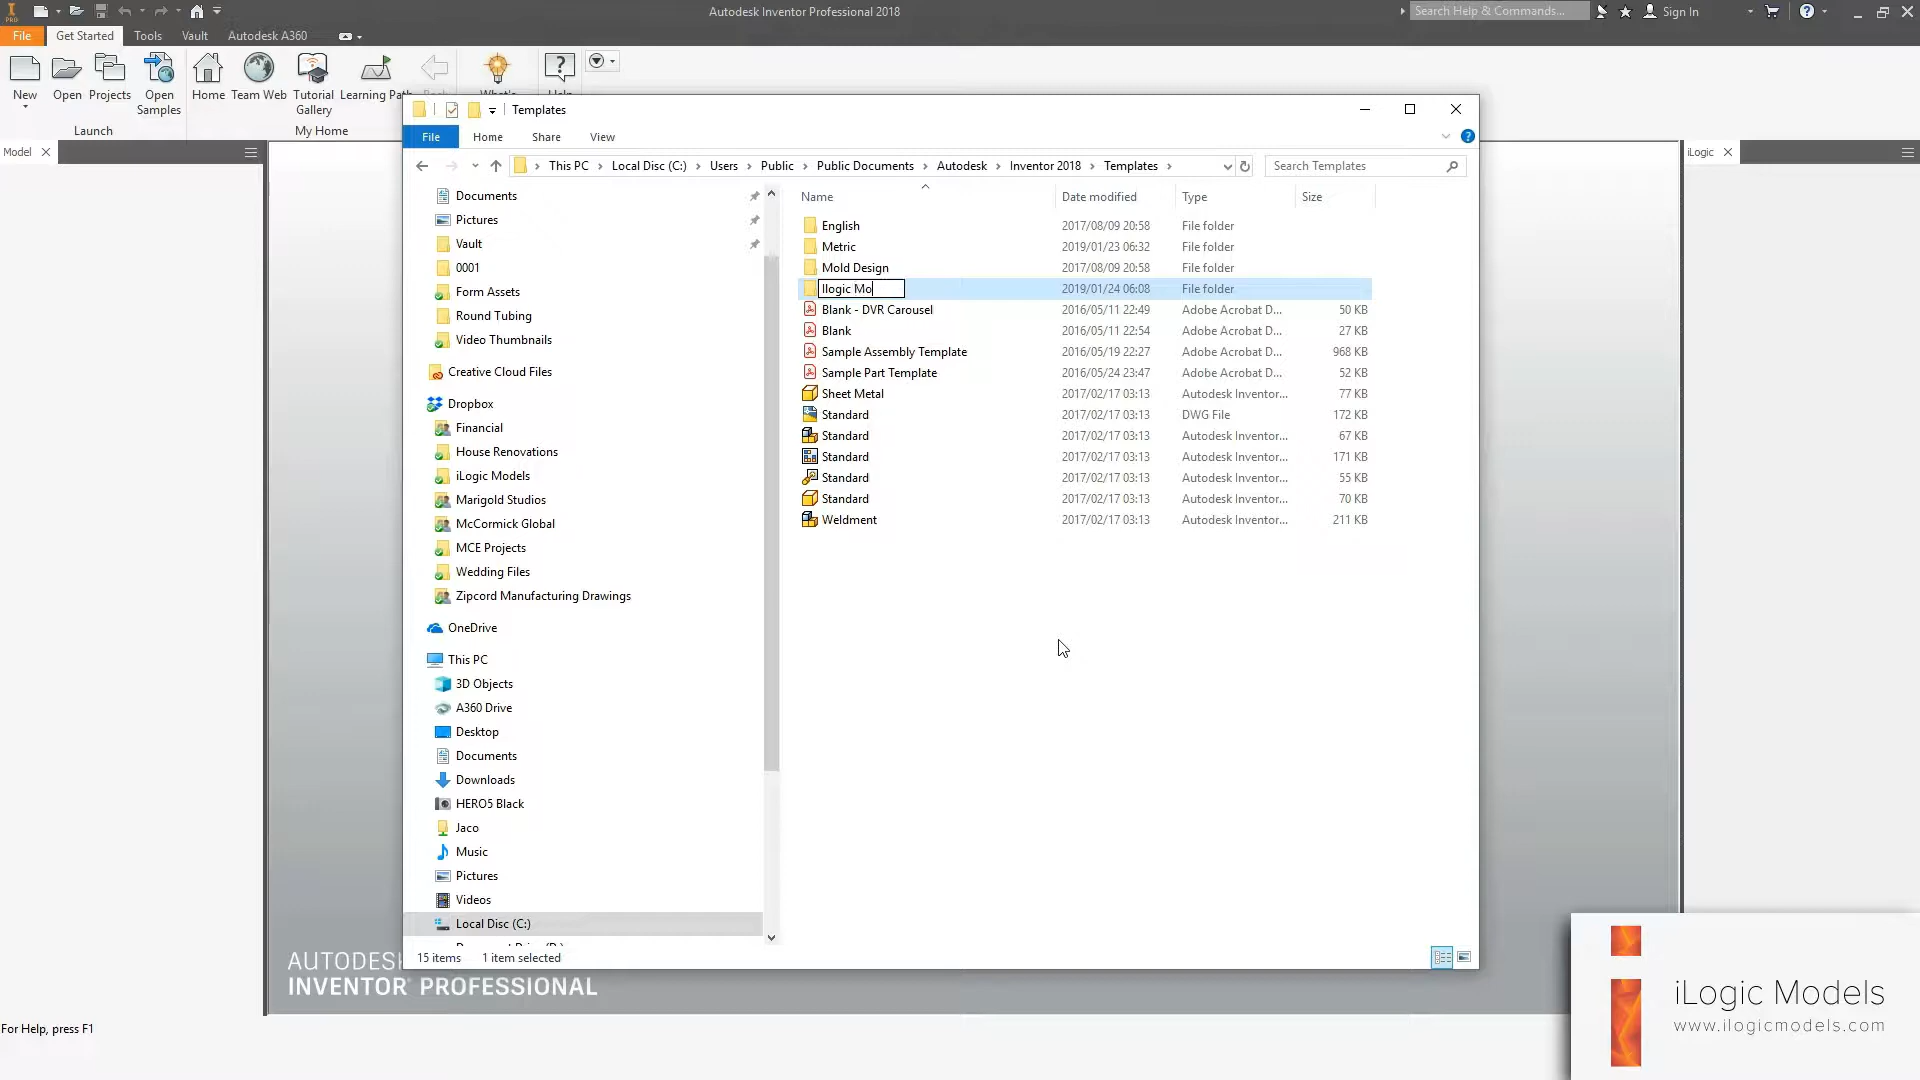 PRO
Autodesk Inventor Professional 2018
Search Help & Commands...
Sign In
File
Get Started
Tools
Vault
Autodesk A360
New
Open
Projects
Open Samples
Home
Team Web
Tutorial Gallery
Learning Path
Launch
My Home
Templates
File
Home
Share
View
Model
This PC
Local Disc (C:)
Users
Public
Public Documents
Autodesk
Inventor 2018
Templates
Search Templates
iLogic
Documents
Pictures
Vault
0001
Form Assets
Round Tubing
Video Thumbnails
Creative Cloud Files
Dropbox
Financial
House Renovations
iLogic Models
Marigold Studios
McCormick Global
MCE Projects
Wedding Files
Zipcord Manufacturing Drawings
OneDrive
This PC
3D Objects
A360 Drive
Desktop
Documents
Downloads
HERO5 Black
Jaco
Music
Pictures
Videos
Local Disc (C:)
Name Date modified Type Size
English 2017/08/09 20:58 File folder
Metric 2019/01/23 06:32 File folder
Mold Design 2017/08/09 20:58 File folder
Ilogic Mo 2019/01/24 06:08 File folder
Blank - DVR Carousel 2016/05/11 22:49 Adobe Acrobat D... 50 KB
Blank 2016/05/11 22:54 Adobe Acrobat D... 27 KB
Sample Assembly Template 2016/05/19 22:27 Adobe Acrobat D... 968 KB
Sample Part Template 2016/05/24 23:47 Adobe Acrobat D... 52 KB
Sheet Metal 2017/02/17 03:13 Autodesk Inventor... 77 KB
Standard 2017/02/17 03:13 DWG File 172 KB
Standard 2017/02/17 03:13 Autodesk Inventor... 67 KB
Standard 2017/02/17 03:13 Autodesk Inventor... 171 KB
Standard 2017/02/17 03:13 Autodesk Inventor... 55 KB
Standard 2017/02/17 03:13 Autodesk Inventor... 70 KB
Weldment 2017/02/17 03:13 Autodesk Inventor... 211 KB
15 items
1 item selected
AUTODESK
INVENTOR PROFESSIONAL
For Help, press F1
iLogic Models
www.ilogicmodels.com